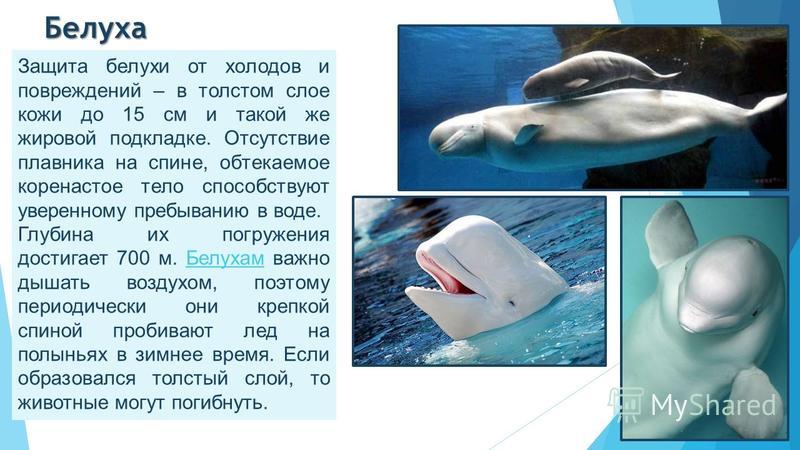 Белуха
Защита белухи от холодов и
повреждений – в толстом слое
кожи до 15 см и такой же
жировой подкладке. Отсутствие
плавника на спине, обтекаемое
коренастое тело способствуют
уверенному пребыванию в воде.
Глубина их погружения
достигает 700 м. Белухам важно
дышать воздухом, поэтому
периодически они крепкой
спиной пробивают лед на
полыньях в зимнее время. Если
образовался толстый слой, то
животные могут погибнуть.
MyShared